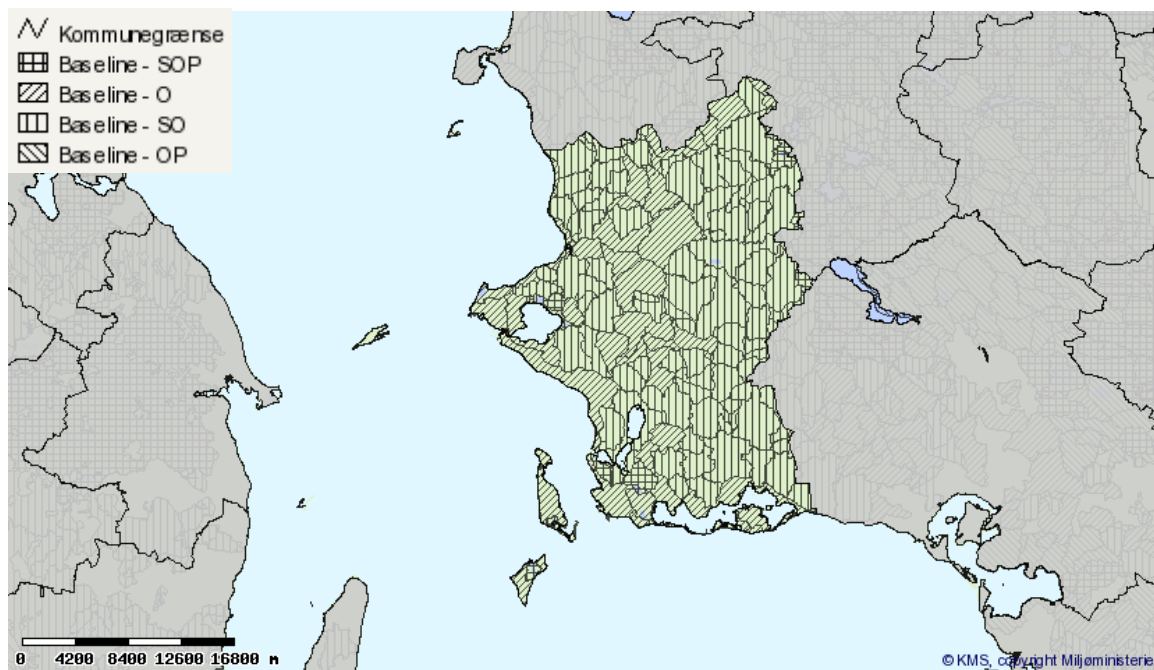 Kommunegrænse
Baseline - SOP
Baseline - O
Baseline - SO
Baseline - OP
0 4200 8400 12600 16800 m
© KMS, copyright Miljøministerie